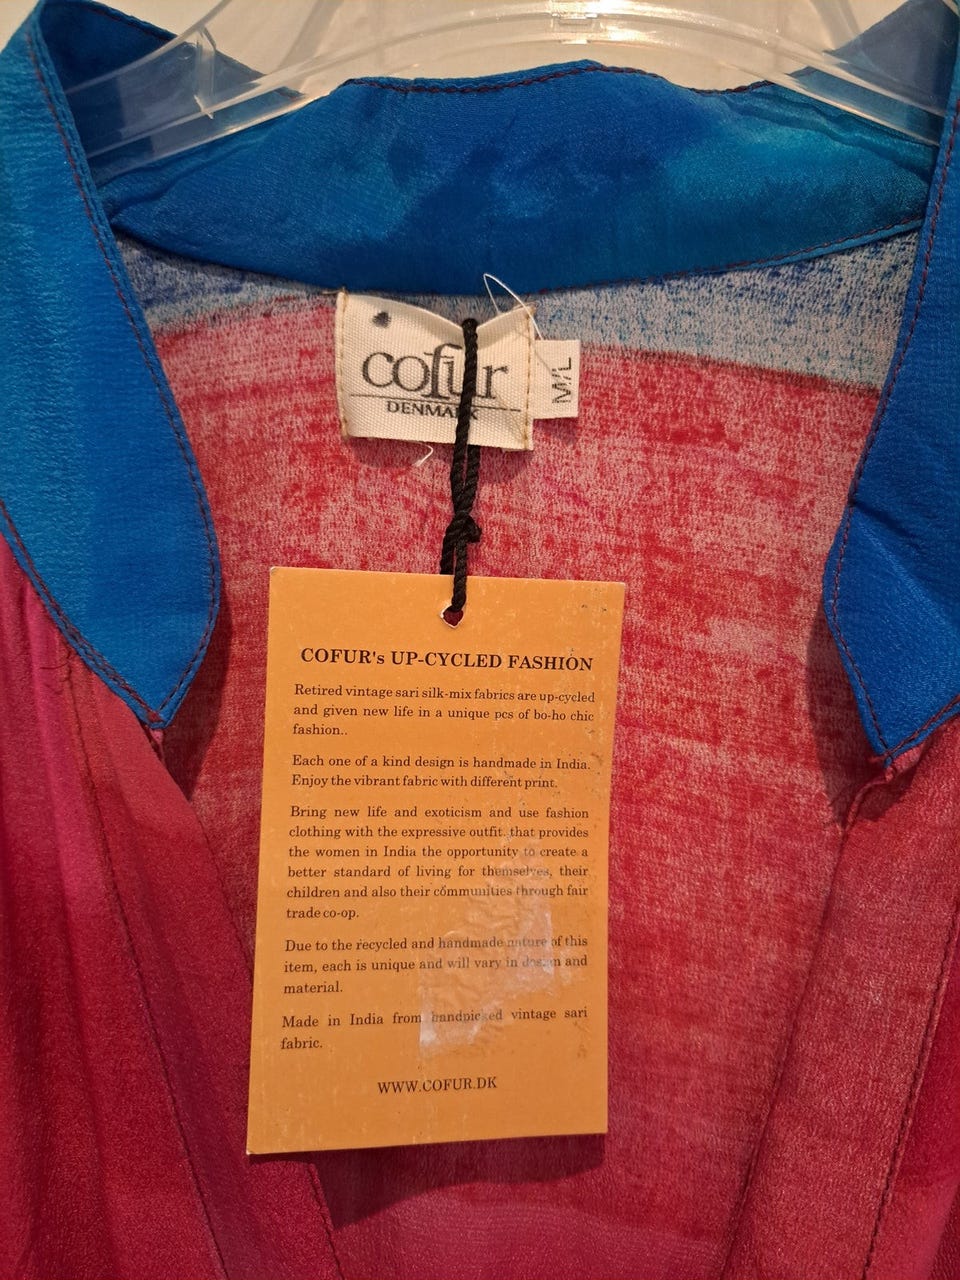 cofur
DENMARK
M/L
COFUR's UP-CYCLED FASHION
Retired vintage sari silk-mix fabrics are up-cycled
and given new life in a unique pcs of bo-ho chic
fashion..
Each one of a kind design is handmade in India.
Enjoy the vibrant fabric with different print.
Bring new life and exoticism and use fashion
clothing with the expressive outfit. that provides
the women in India the opportunity to create a
better standard of living for themselves, their
children and also their communities through fair
trade co-op.
Due to the recycled and handmade nature of this
item, each is unique and will vary in design and
material.
Made in India from handpicked vintage sari
fabric.
WWW.COFUR.DK